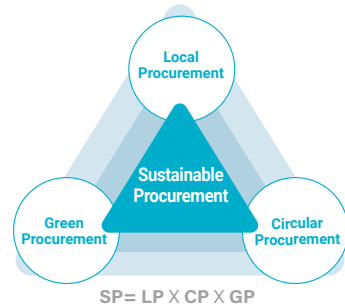 Local
Procurement
Sustainable
Procurement
Green
Procurement
Circular
Procurement
SP= LP X CP X GP